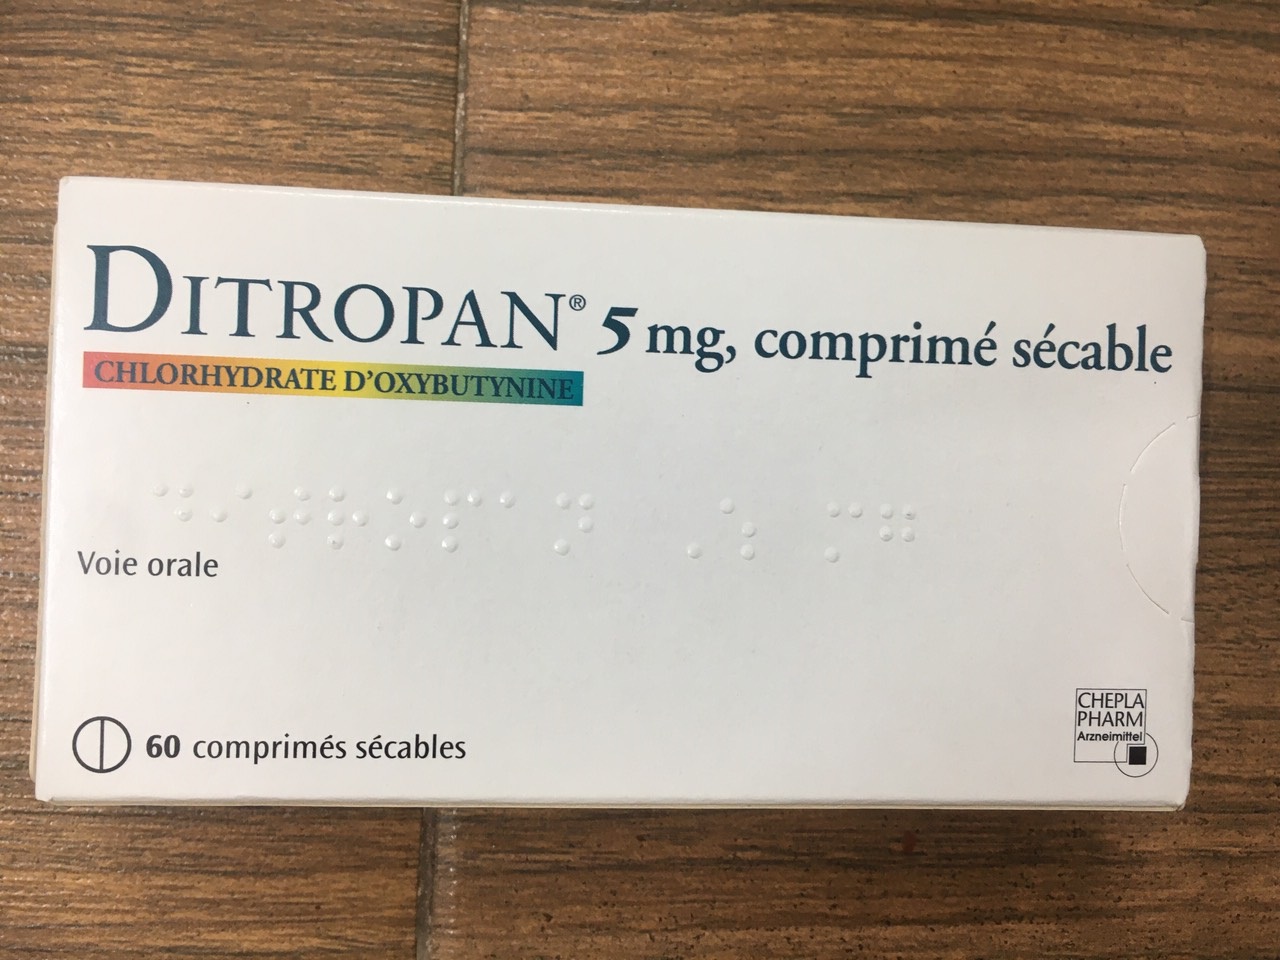 DITROPAN® 5 mg, comprimé sécable
CHLORHYDRATE D'OXYBUTYNINE
Voie orale
60 comprimés sécables
CHEPLA
PHARM
Arzneimittel